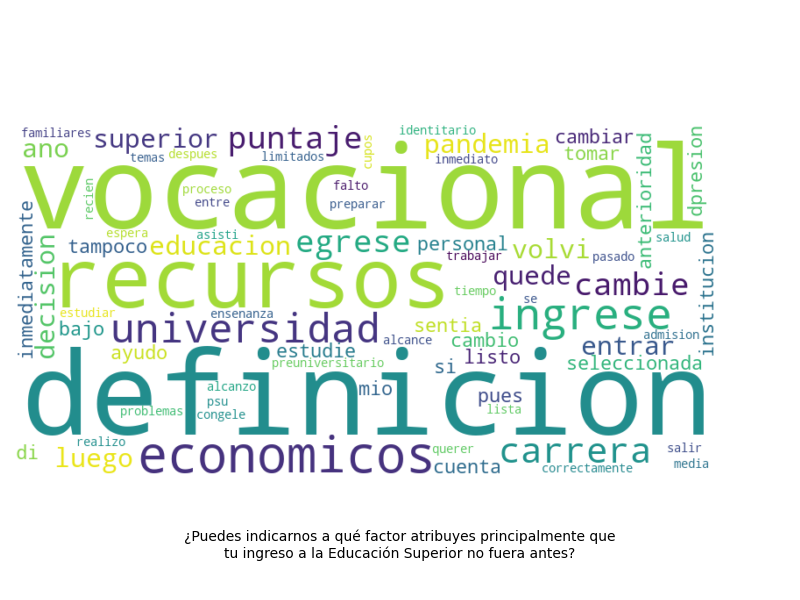 familiares superior puntaje identitario pandemia cambiar
ano temas despues limitados cupos inmediato tomar
vocacional
recien proceso entre falto preparar anterioridad dpresion
inmediatamente espera asisti salud
tampoco educacion egrese personal volvi pasado
decision recursos trabajar quede cambie institucion
estudiar ensenanza tiempo se ingrese
bajo universidad alcance sentia cambio entrar admision
ayudo estudie preuniversitario si listo seleccionada
definicion
problemas alcanzo psu congele mio pues lista
di luego realizo economicos querer carrera salir
cuenta correctamente media
¿Puedes indicarnos a qué factor atribuyes principalmente que
tu ingreso a la Educación Superior no fuera antes?